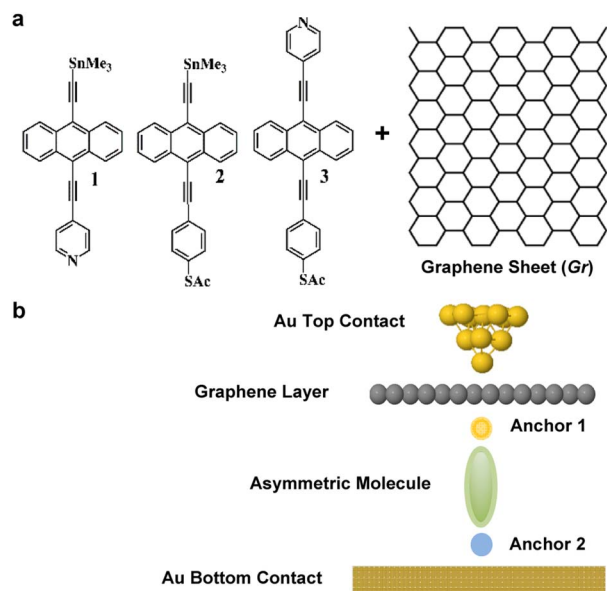 a
SnMe₃
1
N
SnMe₃
2
SAc
N
3
SAc
+
Graphene Sheet (Gr)
b
Au Top Contact
Graphene Layer
Anchor 1
Asymmetric Molecule
Anchor 2
Au Bottom Contact